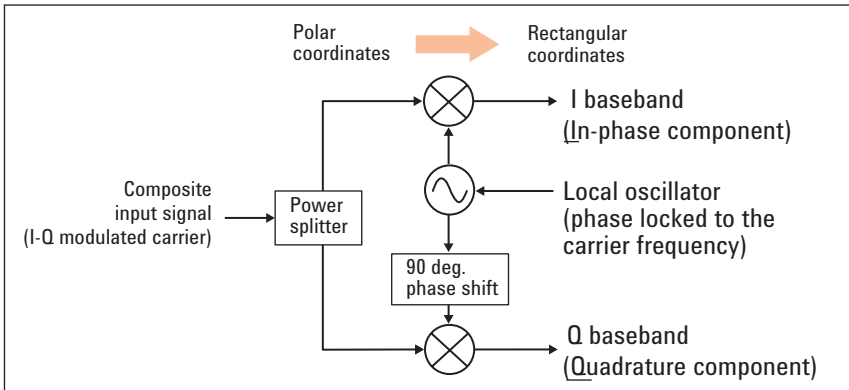 Polar
coordinates
Rectangular
coordinates
I baseband
(In-phase component)
Composite
input signal
(I-Q modulated carrier)
Power
splitter
Local oscillator
(phase locked to the
carrier frequency)
90 deg.
phase shift
Q baseband
(Quadrature component)